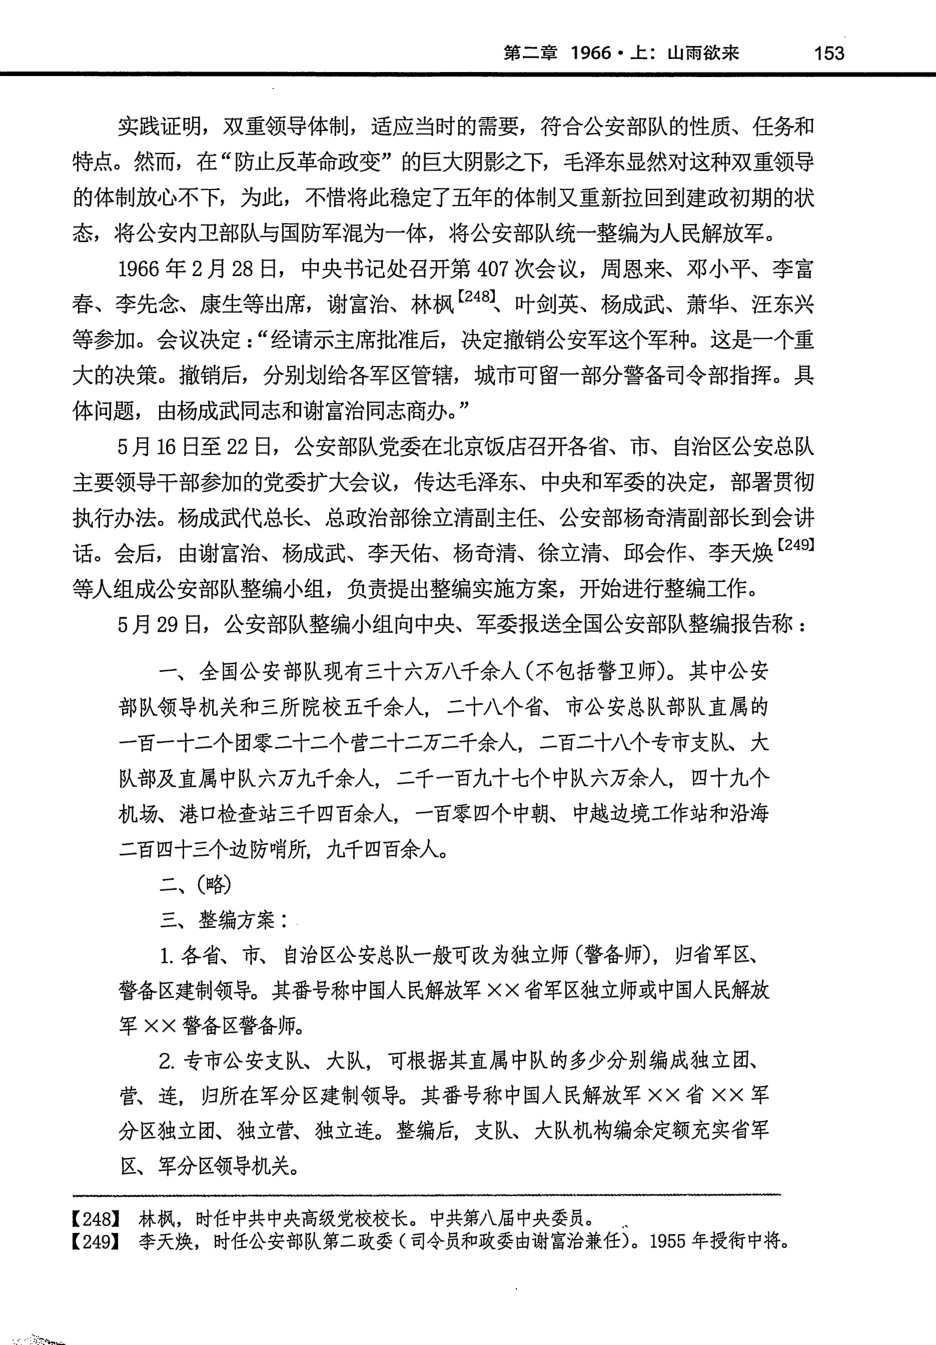 第二章 1966·上：山雨欲来 153
实践证明，双重领导体制，适应当时的需要，符合公安部队的性质、任务和
特点。然而，在“防止反革命政变”的巨大阴影之下，毛泽东显然对这种双重领导
的体制放心不下，为此，不惜将此稳定了五年的体制又重新拉回到建政初期的状
态，将公安内卫部队与国防军混为一体，将公安部队统一整编为人民解放军。
1966 年 2 月 28 日，中央书记处召开第 407 次会议，周恩来、邓小平、李富
春、李先念、康生等出席，谢富治、林枫【248】、叶剑英、杨成武、萧华、汪东兴
等参加。会议决定：“经请示主席批准后，决定撤销公安军这个军种。这是一个重
大的决策。撤销后，分别划给各军区管辖，城市可留一部分警备司令部指挥。具
体问题，由杨成武同志和谢富治同志商办。”
5 月 16 日至 22 日，公安部队党委在北京饭店召开各省、市、自治区公安总队
主要领导干部参加的党委扩大会议，传达毛泽东、中央和军委的决定，部署贯彻
执行办法。杨成武代总长、总政治部徐立清副主任、公安部杨奇清副部长到会讲
话。会后，由谢富治、杨成武、李天佑、杨奇清、徐立清、邱会作、李天焕【249】
等人组成公安部队整编小组，负责提出整编实施方案，开始进行整编工作。
5 月 29 日，公安部队整编小组向中央、军委报送全国公安部队整编报告称：
一、全国公安部队现有三十六万八千余人（不包括警卫师）。其中公安
部队领导机关和三所院校五千余人，二十八个省、市公安总队部队直属的
一百一十二个团零二十二个营二十二万二千余人，二百二十八个专市支队、大
队部及直属中队六万九千余人，二千一百九十七个中队六万余人，四十九个
机场、港口检查站三千四百余人，一百零四个中朝、中越边境工作站和沿海
二百四十三个边防哨所，九千四百余人。
二、（略）
三、整编方案：
1. 各省、市、自治区公安总队一般可改为独立师（警备师），归省军区、
警备区建制领导。其番号称中国人民解放军 ×× 省军区独立师或中国人民解放
军 ×× 警备区警备师。
2. 专市公安支队、大队，可根据其直属中队的多少分别编成独立团、
营、连，归所在军分区建制领导。其番号称中国人民解放军 ×× 省 ×× 军
分区独立团、独立营、独立连。整编后，支队、大队机构编余定额充实省军
区、军分区领导机关。
【248】 林枫，时任中共中央高级党校校长。中共第八届中央委员。
【249】 李天焕，时任公安部队第二政委（司令员和政委由谢富治兼任）。1955 年授衔中将。